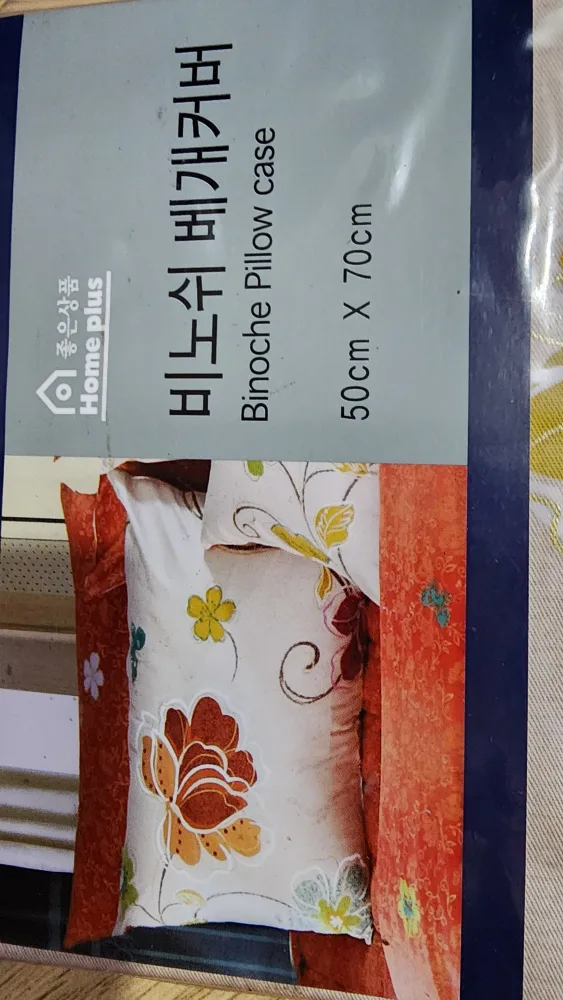 좋은상품
Home plus
비노쉬 베개커버
Binoche Pillow case
50cm X 70cm